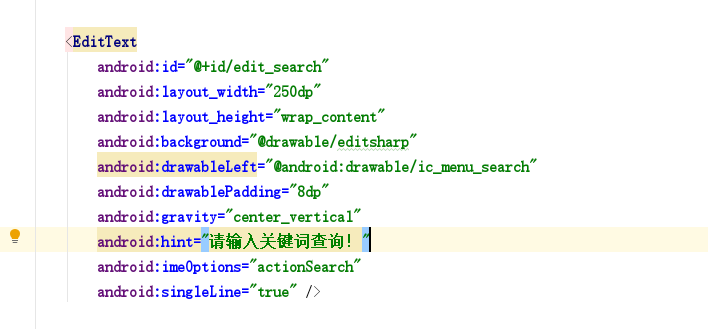 <EditText
android:id="@+id/edit_search"
android:layout_width="250dp"
android:layout_height="wrap_content"
android:background="@drawable/editsharp"
android:drawableLeft="@android:drawable/ic_menu_search"
android:drawablePadding="8dp"
android:gravity="center_vertical"
android:hint="请输入关键词查询！"
android:imeOptions="actionSearch"
android:singleLine="true" />